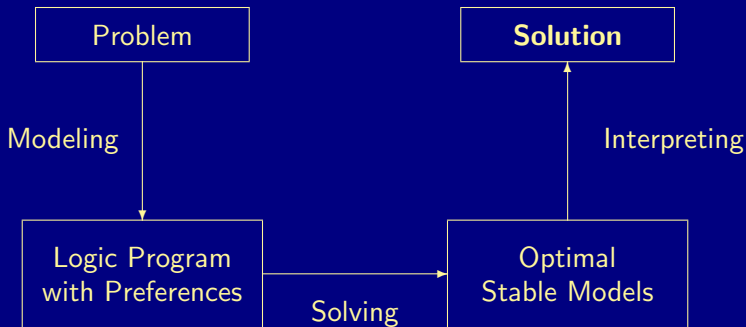 Problem
Solution
Modeling
Interpreting
Logic Program
with Preferences
Optimal
Stable Models
Solving